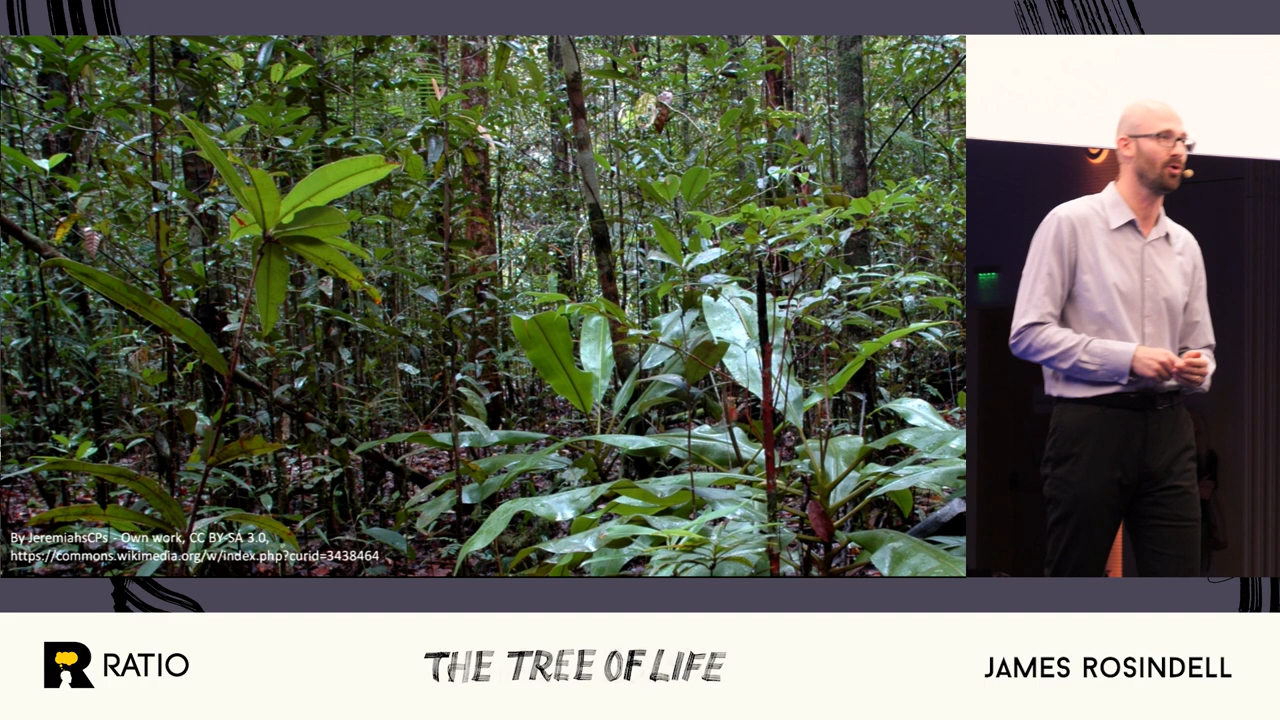 By JeremiahsCPs - Own work, CC BY-SA 3.0,
https://commons.wikimedia.org/w/index.php?curid=3438464
RATIO
THE TREE OF LIFE
JAMES ROSINDELL